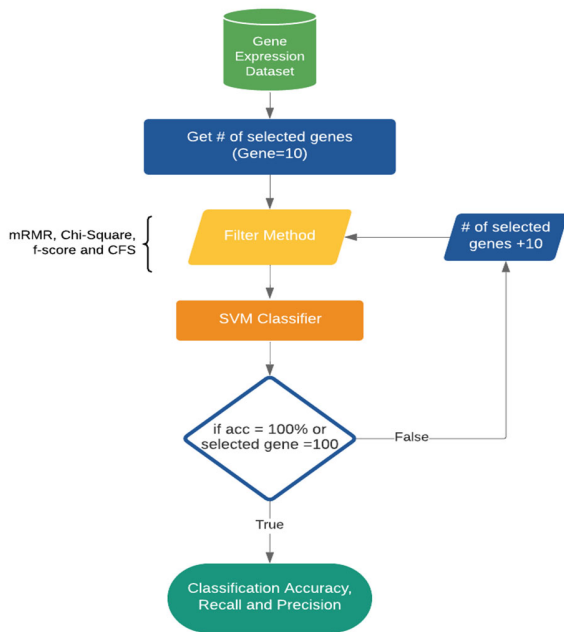 Gene
Expression
Dataset
Get # of selected genes
(Gene=10)
mRMR, Chi-Square,
f-score and CFS
Filter Method
# of selected
genes +10
SVM Classifier
if acc = 100% or
selected gene =100
False
True
Classification Accuracy,
Recall and Precision